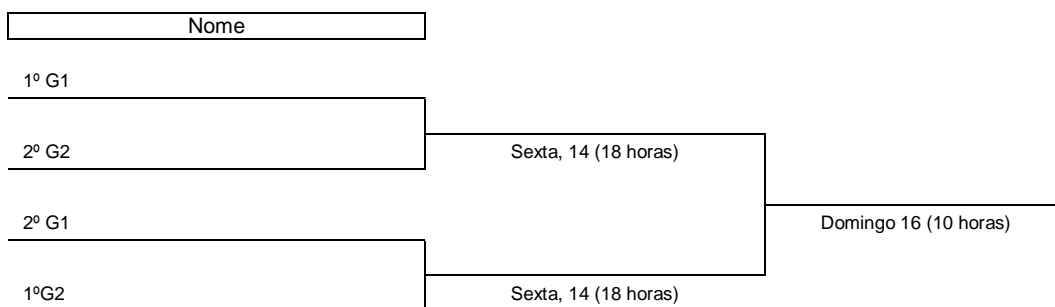 Nome
1º G1
2º G2
Sexta, 14 (18 horas)
2º G1
Domingo 16 (10 horas)
1ºG2
Sexta, 14 (18 horas)